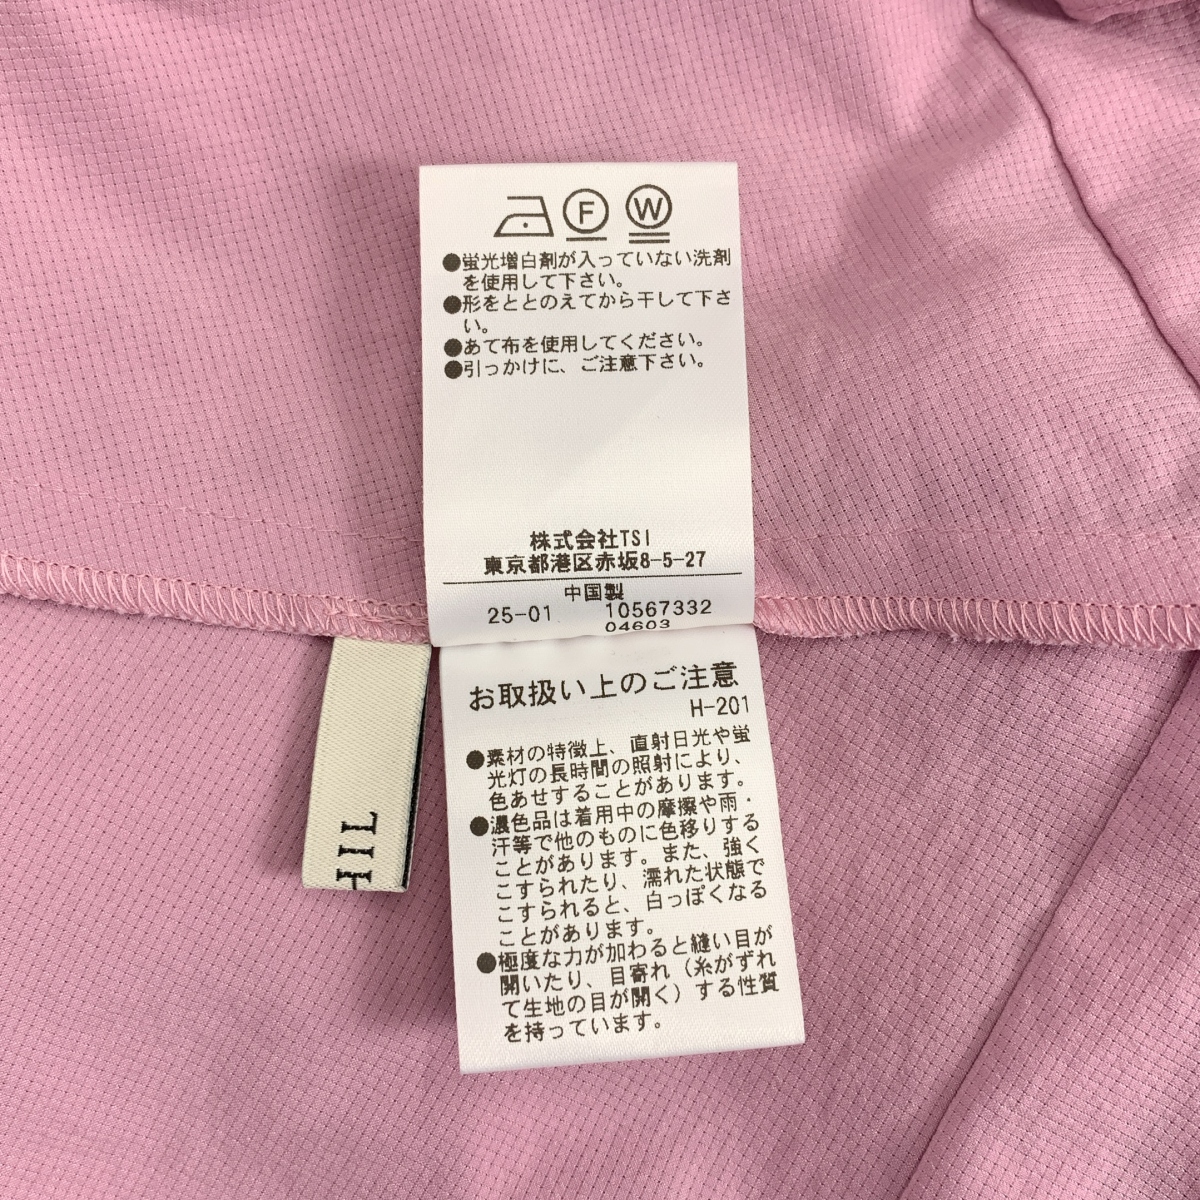 F W
●蛍光増白剤が入っていない洗剤
を使用して下さい。
●形をととのえてから干して下さ
い。
●あて布を使用してください。
●引っかけに、ご注意下さい。
株式会社TSI
東京都港区赤坂8-5-27
中国製
25-01 10567332
04603
お取扱い上のご注意
H-201
●素材の特徴上、直射日光や蛍
光灯の長時間の照射により、
色あせすることがあります。
●濃色品は着用中の摩擦や雨・
汗等で他のものに色移りする
ことがあります。また、強く
こすられたり、濡れた状態で
こすられると、白っぽくなる
ことがあります。
●極度な力が加わると縫い目が
開いたり、目寄れ（糸がずれ
て生地の目が開く）する性質
を持っています。
HIL